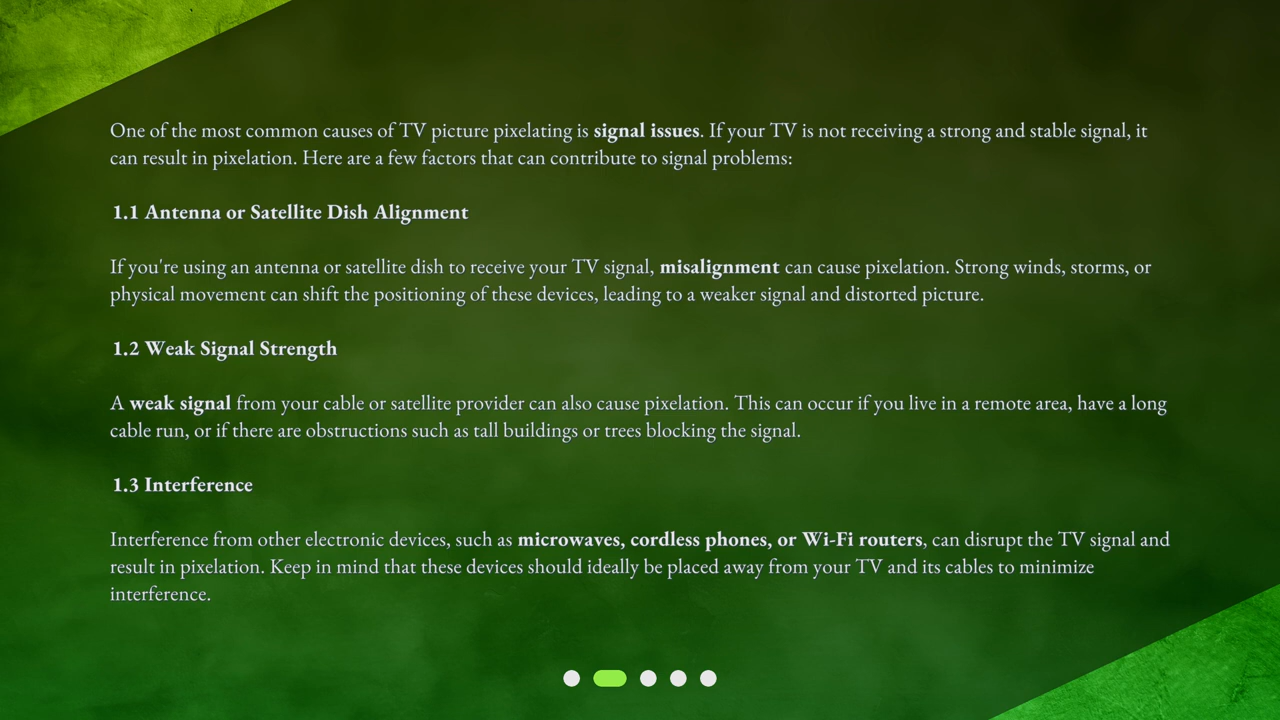 One of the most common causes of TV picture pixelating is signal issues. If your TV is not receiving a strong and stable signal, it
can result in pixelation. Here are a few factors that can contribute to signal problems:
1.1 Antenna or Satellite Dish Alignment
If you're using an antenna or satellite dish to receive your TV signal, misalignment can cause pixelation. Strong winds, storms, or
physical movement can shift the positioning of these devices, leading to a weaker signal and distorted picture.
1.2 Weak Signal Strength
A weak signal from your cable or satellite provider can also cause pixelation. This can occur if you live in a remote area, have a long
cable run, or if there are obstructions such as tall buildings or trees blocking the signal.
1.3 Interference
Interference from other electronic devices, such as microwaves, cordless phones, or Wi-Fi routers, can disrupt the TV signal and
result in pixelation. Keep in mind that these devices should ideally be placed away from your TV and its cables to minimize
interference.